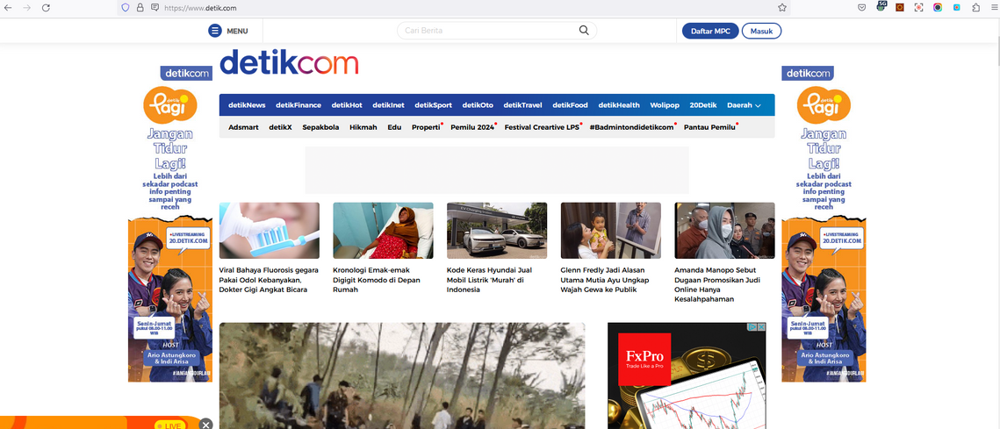 https://www.detik.com
SG
MENU
Cari Berita
Daftar MPC
Masuk
detikcom
detikNews detikFinance detikHot detikInet detikSport detikOto detikTravel detikFood detikHealth Wolipop 20Detik Daerah
Adsmart detikX Sepakbola Hikmah Edu Properti Pemilu 2024 Festival Creartive LPS #Badmintondidetikcom Pantau Pemilu
detikcom
detik
Pagi
Jangan
Tidur
Lagi!
Lebih dari
sekadar podcast
info penting
sampai yang
receh
•LIVESTREAMING
20.DETIK.COM
Senin-Jumat
pukul 08.00-11.00
WIB
HOST
Ario Astungkoro
& Indi Arisa
#JANGANTIDURLAGI
Viral Bahaya Fluorosis gegara
Pakai Odol Kebanyakan,
Dokter Gigi Angkat Bicara
Kronologi Emak-emak
Digigit Komodo di Depan
Rumah
Kode Keras Hyundai Jual
Mobil Listrik 'Murah' di
Indonesia
Glenn Fredly Jadi Alasan
Utama Mutia Ayu Ungkap
Wajah Gewa ke Publik
Amanda Manopo Sebut
Dugaan Promosikan Judi
Online Hanya
Kesalahpahaman
FxPro
Trade Like a Pro
detikcom
detik
Pagi
Jangan
Tidur
Lagi!
Lebih dari
sekadar podcast
info penting
sampai yang
receh
•LIVESTREAMING
20.DETIK.COM
Senin-Jumat
pukul 08.00-11.00
WIB
HOST
Ario Astungkoro
& Indi Arisa
LIVE